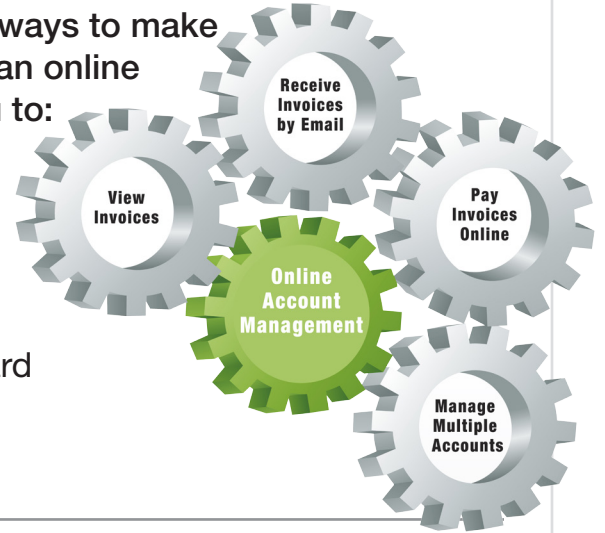 ways to make
an online
to:
ard
Receive
Invoices
by Email
View
Invoices
Pay
Invoices
Online
Online
Account
Management
Manage
Multiple
Accounts